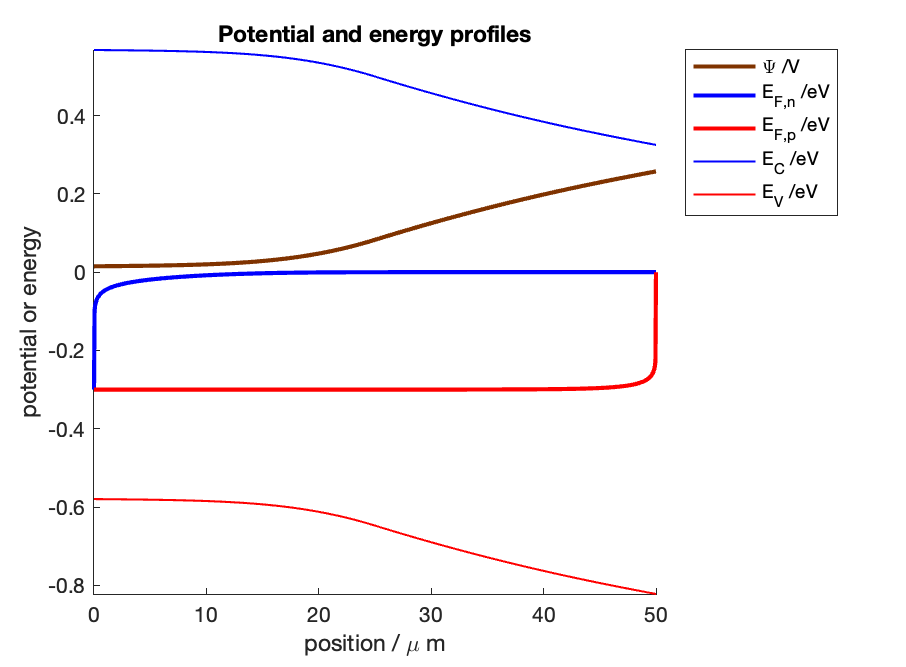 Potential and energy profiles
Ψ /V
E_F,n /eV
E_F,p /eV
E_C /eV
E_V /eV
potential or energy
0.4
0.2
0
-0.2
-0.4
-0.6
-0.8
0 10 20 30 40 50
position / μ m